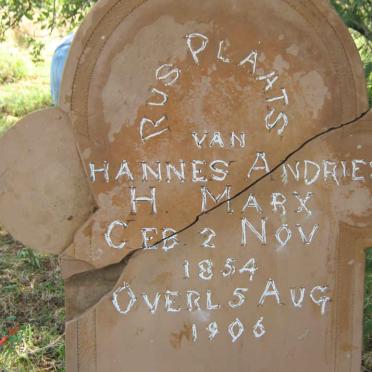 RUS PLAATS
VAN
HANNES ANDRIES
H MARX
GEB 2 NOV
1854
OVERL 5 AUG
1906